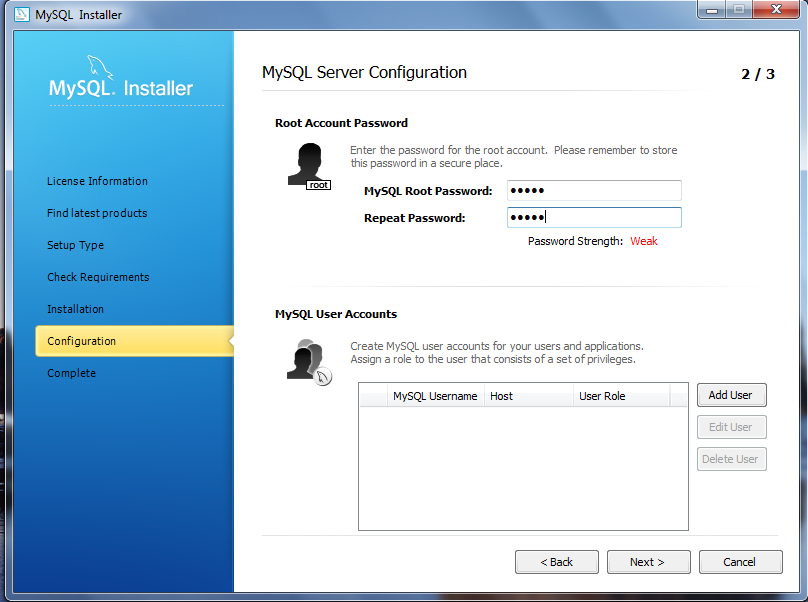 MySQL Installer
MySQL. Installer
License Information
Find latest products
Setup Type
Check Requirements
Installation
Configuration
Complete
MySQL Server Configuration
2 / 3
Root Account Password
Enter the password for the root account. Please remember to store
this password in a secure place.
root
MySQL Root Password: •••••
Repeat Password: •••••
Password Strength: Weak
MySQL User Accounts
Create MySQL user accounts for your users and applications.
Assign a role to the user that consists of a set of privileges.
MySQL Username Host User Role
Add User
Edit User
Delete User
< Back Next > Cancel